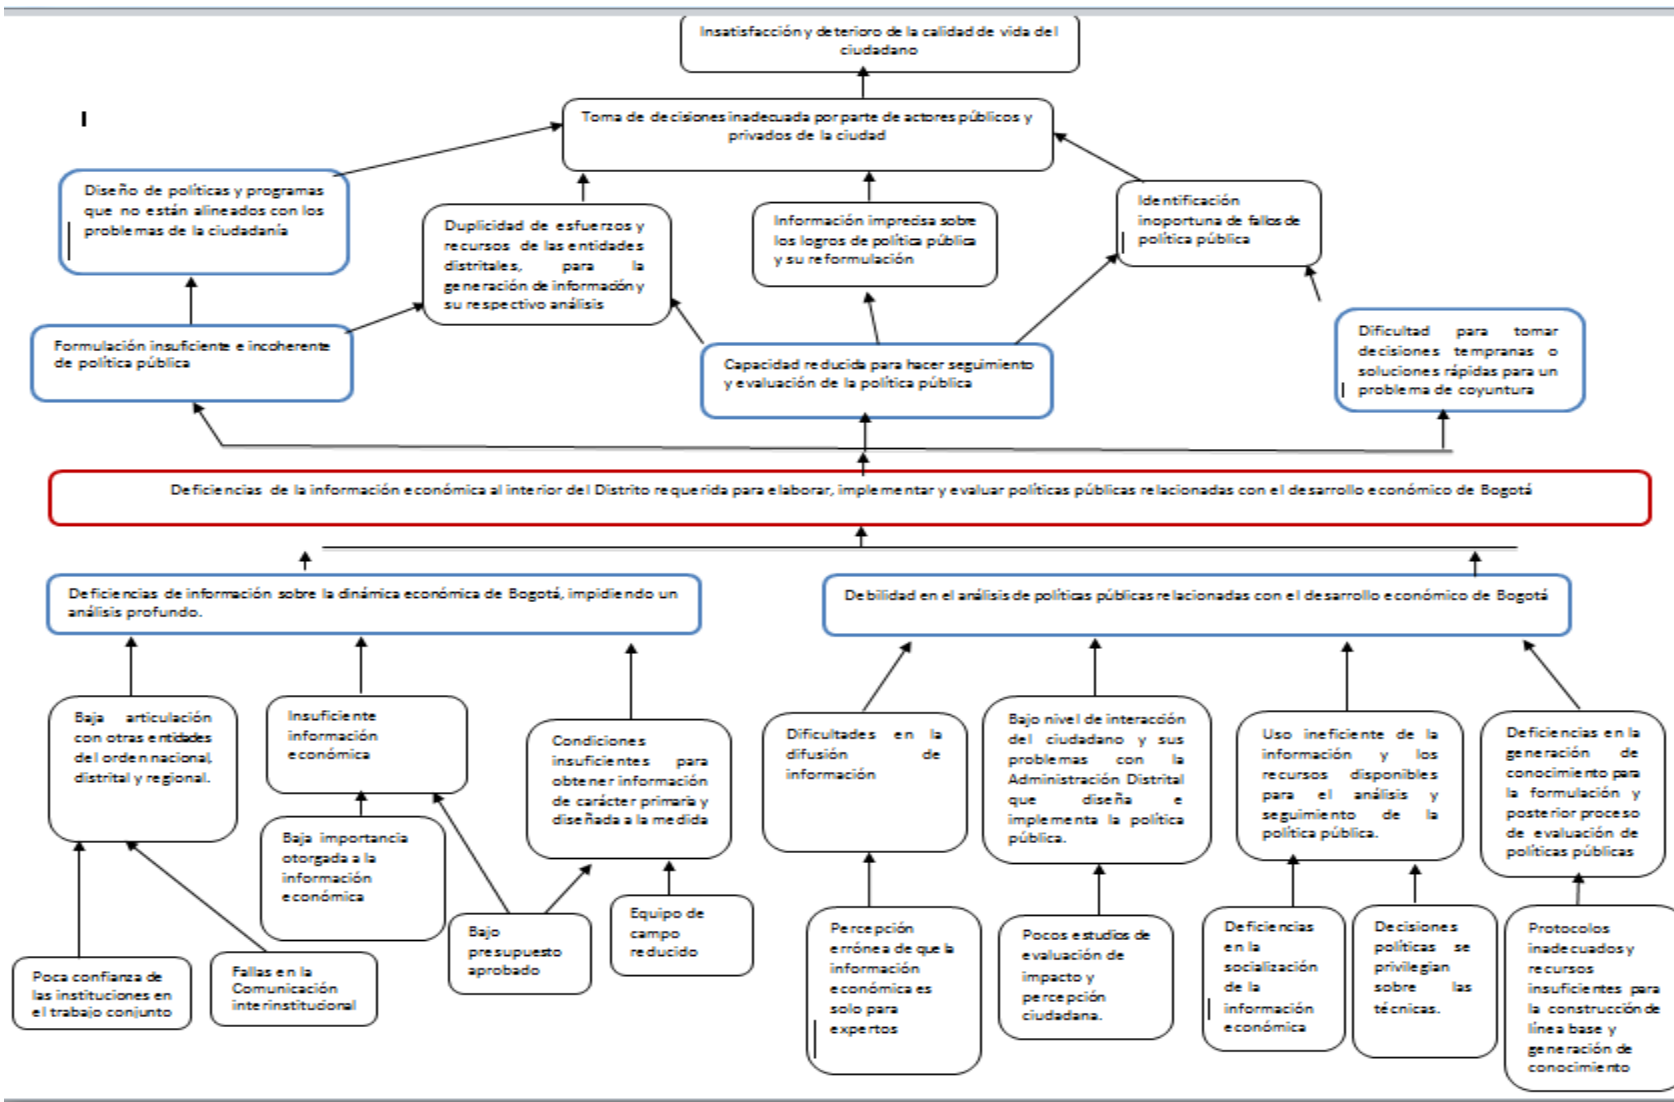 Insatisfacción y deterioro de la calidad de vida del
ciudadano
Toma de decisiones inadecuada por parte de actores públicos y
privados de la ciudad
Diseño de políticas y programas
que no están alineados con los
problemas de la ciudadanía
Duplicidad de esfuerzos y
recursos de las entidades
distritales, para la
generación de información y
su respectivo análisis
Información imprecisa sobre
los logros de política pública
y su reformulación
Identificación
inoportuna de fallos de
política pública
Formulación insuficiente e incoherente
de política pública
Capacidad reducida para hacer seguimiento
y evaluación de la política pública
Dificultad para tomar
decisiones tempranas o
soluciones rápidas para un
problema de coyuntura
Deficiencias de la información económica al interior del Distrito requerida para elaborar, implementar y evaluar políticas públicas relacionadas con el desarrollo económico de Bogotá
Deficiencias de información sobre la dinámica económica de Bogotá, impidiendo un
análisis profundo.
Debilidad en el análisis de políticas públicas relacionadas con el desarrollo económico de Bogotá
Baja articulación
con otras entidades
del orden nacional,
distrital y regional.
Insuficiente
información
económica
Condiciones
insuficientes para
obtener información
de carácter primaria y
diseñada a la medida
Dificultades en la
difusión de
información
Bajo nivel de interacción
del ciudadano y sus
problemas con la
Administración Distrital
que diseña e
implementa la política
pública.
Uso ineficiente de la
información y los
recursos disponibles
para el análisis y
seguimiento de la
política pública.
Deficiencias en la
generación de
conocimiento para
la formulación y
posterior proceso
de evaluación de
políticas públicas
Baja importancia
otorgada a la
información
económica
Bajo
presupuesto
aprobado
Equipo de
campo
reducido
Poca confianza de
las instituciones en
el trabajo conjunto
Fallas en la
Comunicación
interinstitucional
Percepción
errónea de que la
información
económica es
solo para
expertos
Pocos estudios de
evaluación de
impacto y
percepción
ciudadana.
Deficiencias
en la
socialización
de la
información
económica
Decisiones
políticas se
privilegian
sobre las
técnicas.
Protocolos
inadecuados y
recursos
insuficientes para
la construcción de
línea base y
generación de
conocimiento